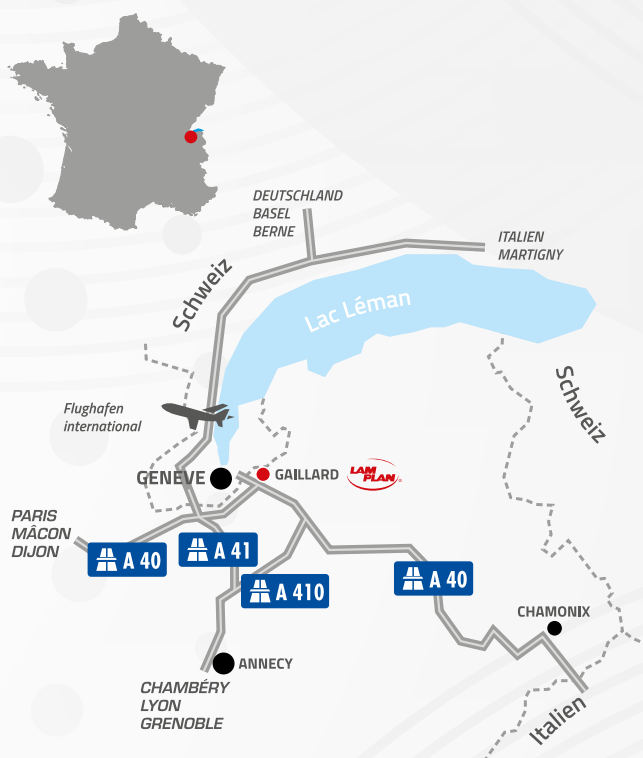 DEUTSCHLAND
BASEL
BERNE
ITALIEN
MARTIGNY
Schweiz
Lac Léman
Schweiz
Flughafen
international
GENEVE
GAILLARD
LAM
PLAN
PARIS
MÂCON
DIJON
A 40
A 41
A 410
A 40
CHAMONIX
ANNECY
CHAMBÉRY
LYON
GRENOBLE
Italien